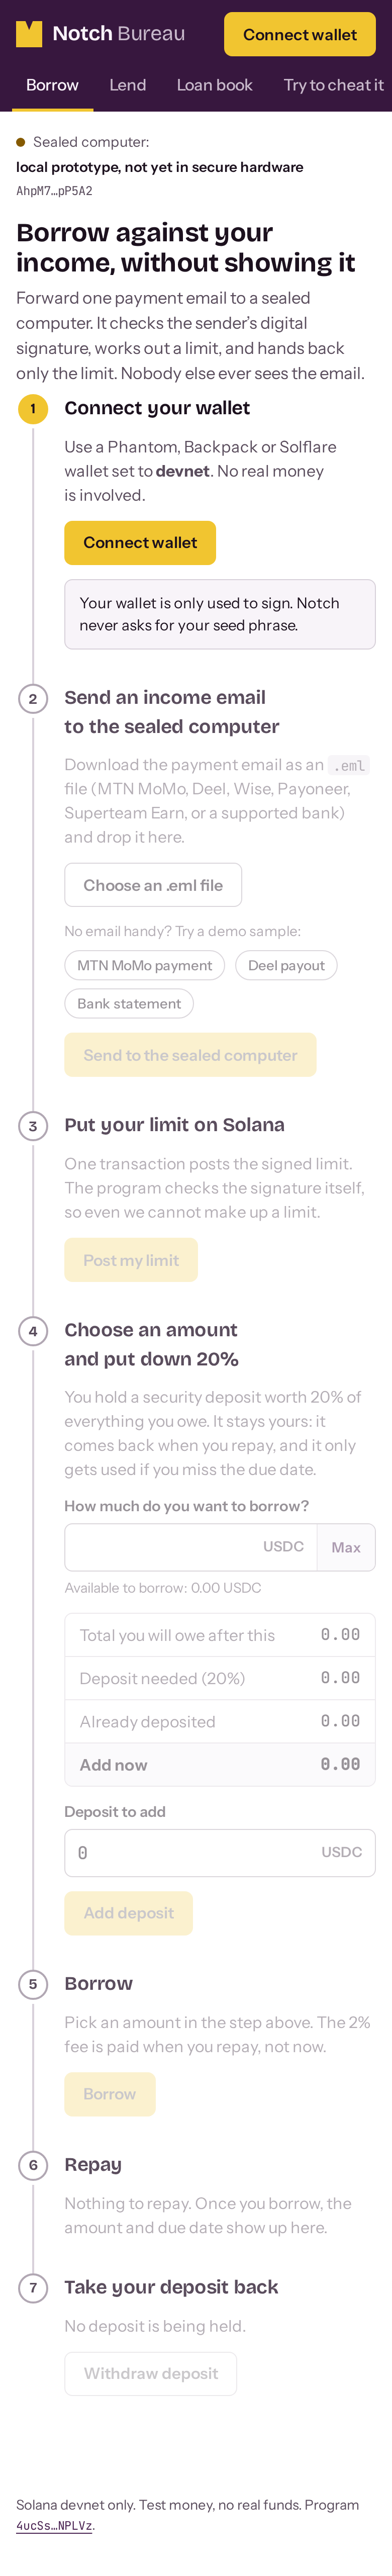 Notch Bureau
Connect wallet
Borrow Lend Loan book Try to cheat it
Sealed computer:
local prototype, not yet in secure hardware
AhpM7…pP5A2
Borrow against your
income, without showing it
Forward one payment email to a sealed
computer. It checks the sender’s digital
signature, works out a limit, and hands back
only the limit. Nobody else ever sees the email.
1
Connect your wallet
Use a Phantom, Backpack or Solflare
wallet set to devnet. No real money
is involved.
Connect wallet
Your wallet is only used to sign. Notch
never asks for your seed phrase.
2
Send an income email
to the sealed computer
Download the payment email as an .eml
file (MTN MoMo, Deel, Wise, Payoneer,
Superteam Earn, or a supported bank)
and drop it here.
Choose an .eml file
No email handy? Try a demo sample:
MTN MoMo payment Deel payout
Bank statement
Send to the sealed computer
3
Put your limit on Solana
One transaction posts the signed limit.
The program checks the signature itself,
so even we cannot make up a limit.
Post my limit
4
Choose an amount
and put down 20%
You hold a security deposit worth 20% of
everything you owe. It stays yours: it
comes back when you repay, and it only
gets used if you miss the due date.
How much do you want to borrow?
USDC Max
Available to borrow: 0.00 USDC
Total you will owe after this 0.00
Deposit needed (20%) 0.00
Already deposited 0.00
Add now 0.00
Deposit to add
0 USDC
Add deposit
5
Borrow
Pick an amount in the step above. The 2%
fee is paid when you repay, not now.
Borrow
6
Repay
Nothing to repay. Once you borrow, the
amount and due date show up here.
7
Take your deposit back
No deposit is being held.
Withdraw deposit
Solana devnet only. Test money, no real funds. Program
4ucSs…NPLVz.